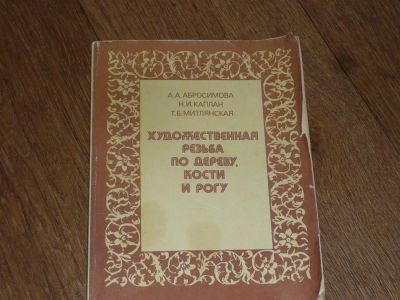 А.А.АБРОСИМОВА
Н.И.КАПЛАН
Т.Б.МИТЛЯНСКАЯ
ХУДОЖЕСТВЕННАЯ
РЕЗЬБА
ПО ДЕРЕВУ,
КОСТИ
И РОГУ